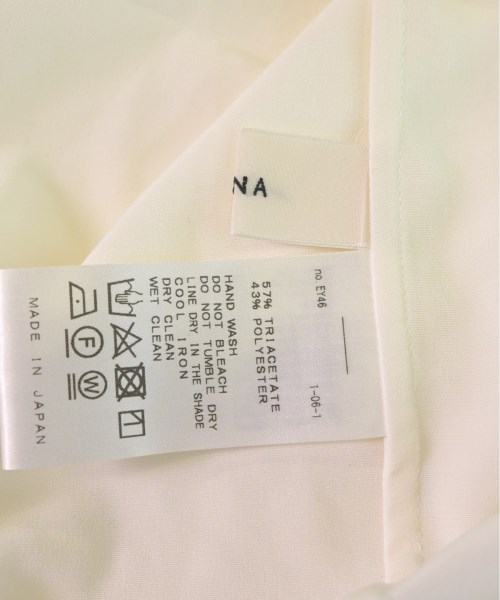 NA
no EY46
1-06-1
57% TRIACETATE
43% POLYESTER
HAND WASH
DO NOT BLEACH
DO NOT TUMBLE DRY
LINE DRY IN THE SHADE
COOL IRON
DRY CLEAN
WET CLEAN
F
W
MADE IN JAPAN